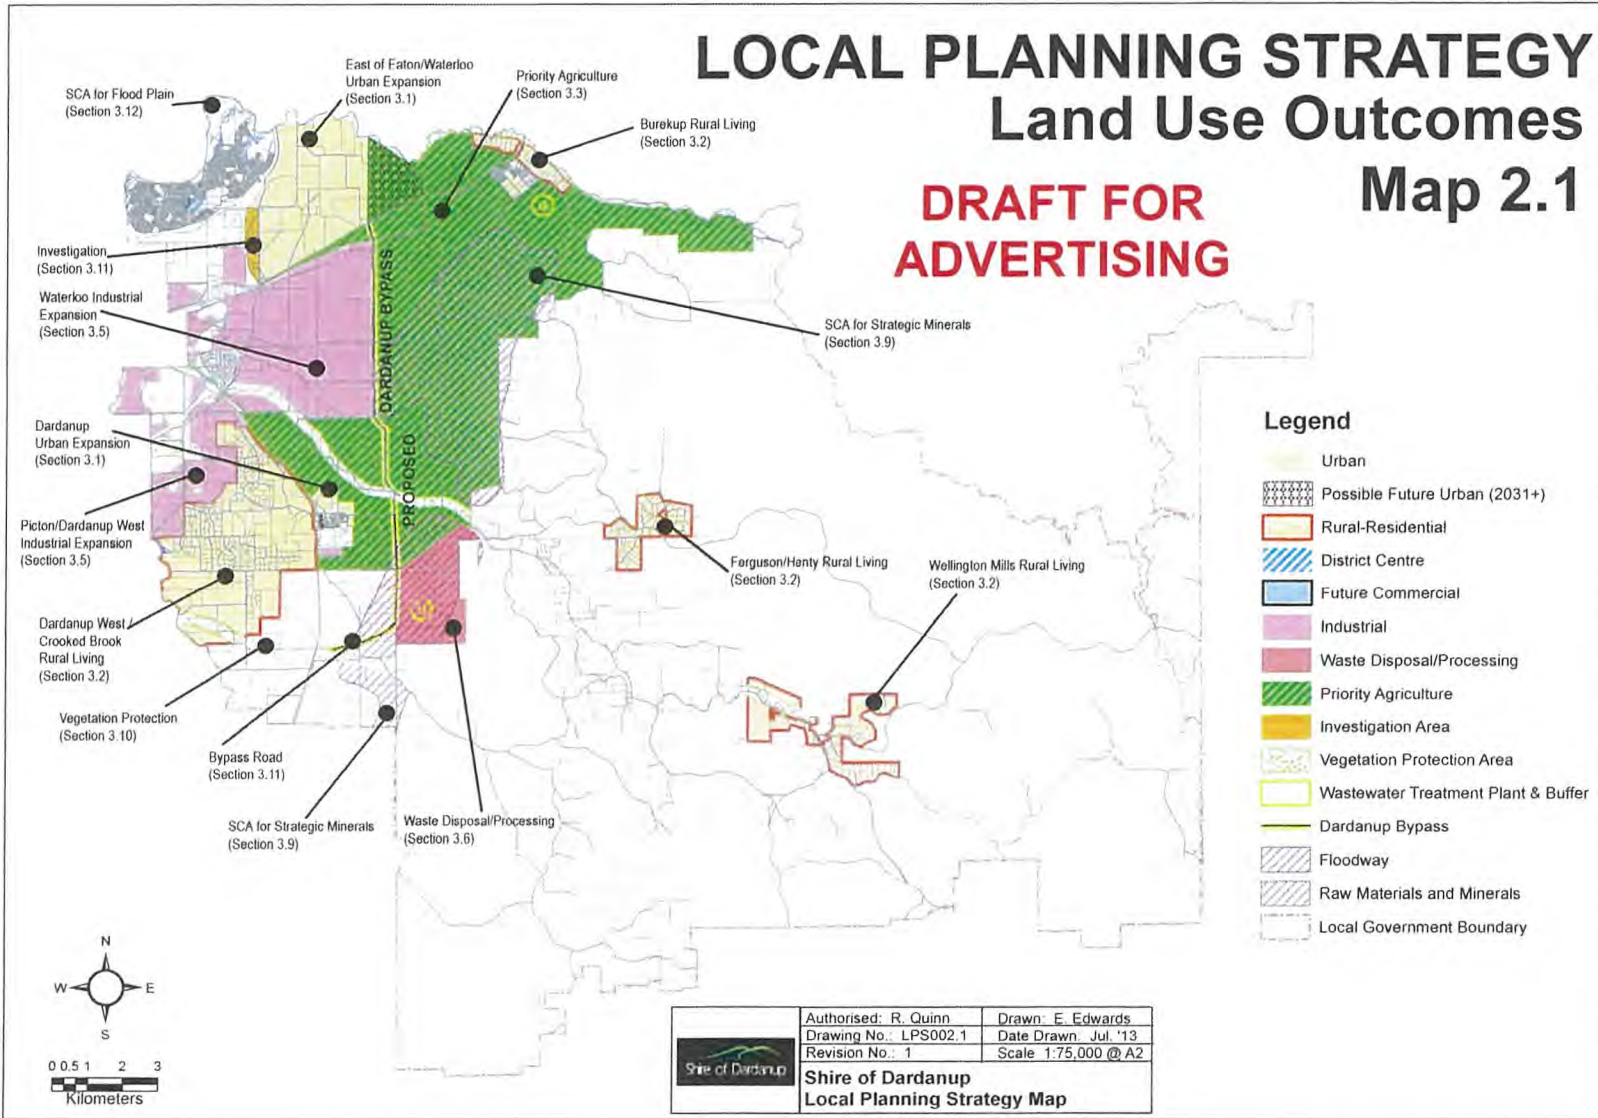 LOCAL PLANNING STRATEGY
Land Use Outcomes
Map 2.1
DRAFT FOR
ADVERTISING
SCA for Flood Plain
(Section 3.12)
East of Eaton/Waterloo
Urban Expansion
(Section 3.1)
Priority Agriculture
(Section 3.3)
Burekup Rural Living
(Section 3.2)
Investigation
(Section 3.11)
Waterloo Industrial
Expansion
(Section 3.5)
SCA for Strategic Minerals
(Section 3.9)
Dardanup
Urban Expansion
(Section 3.1)
Picton/Dardanup West
Industrial Expansion
(Section 3.5)
Ferguson/Henty Rural Living
(Section 3.2)
Wellington Mills Rural Living
(Section 3.2)
Dardanup West /
Crooked Brook
Rural Living
(Section 3.2)
Vegetation Protection
(Section 3.10)
Bypass Road
(Section 3.11)
SCA for Strategic Minerals
(Section 3.9)
Waste Disposal/Processing
(Section 3.6)
PROPOSED
DARDANUP BYPASS
Legend
Urban
Possible Future Urban (2031+)
Rural-Residential
District Centre
Future Commercial
Industrial
Waste Disposal/Processing
Priority Agriculture
Investigation Area
Vegetation Protection Area
Wastewater Treatment Plant & Buffer
Dardanup Bypass
Floodway
Raw Materials and Minerals
Local Government Boundary
N
W E
S
0 0.5 1 2 3
Kilometers
Shire of Dardanup
Authorised: R. Quinn Drawn: E. Edwards
Drawing No.: LPS002.1 Date Drawn: Jul. '13
Revision No.: 1 Scale 1:75,000 @ A2
Shire of Dardanup
Local Planning Strategy Map